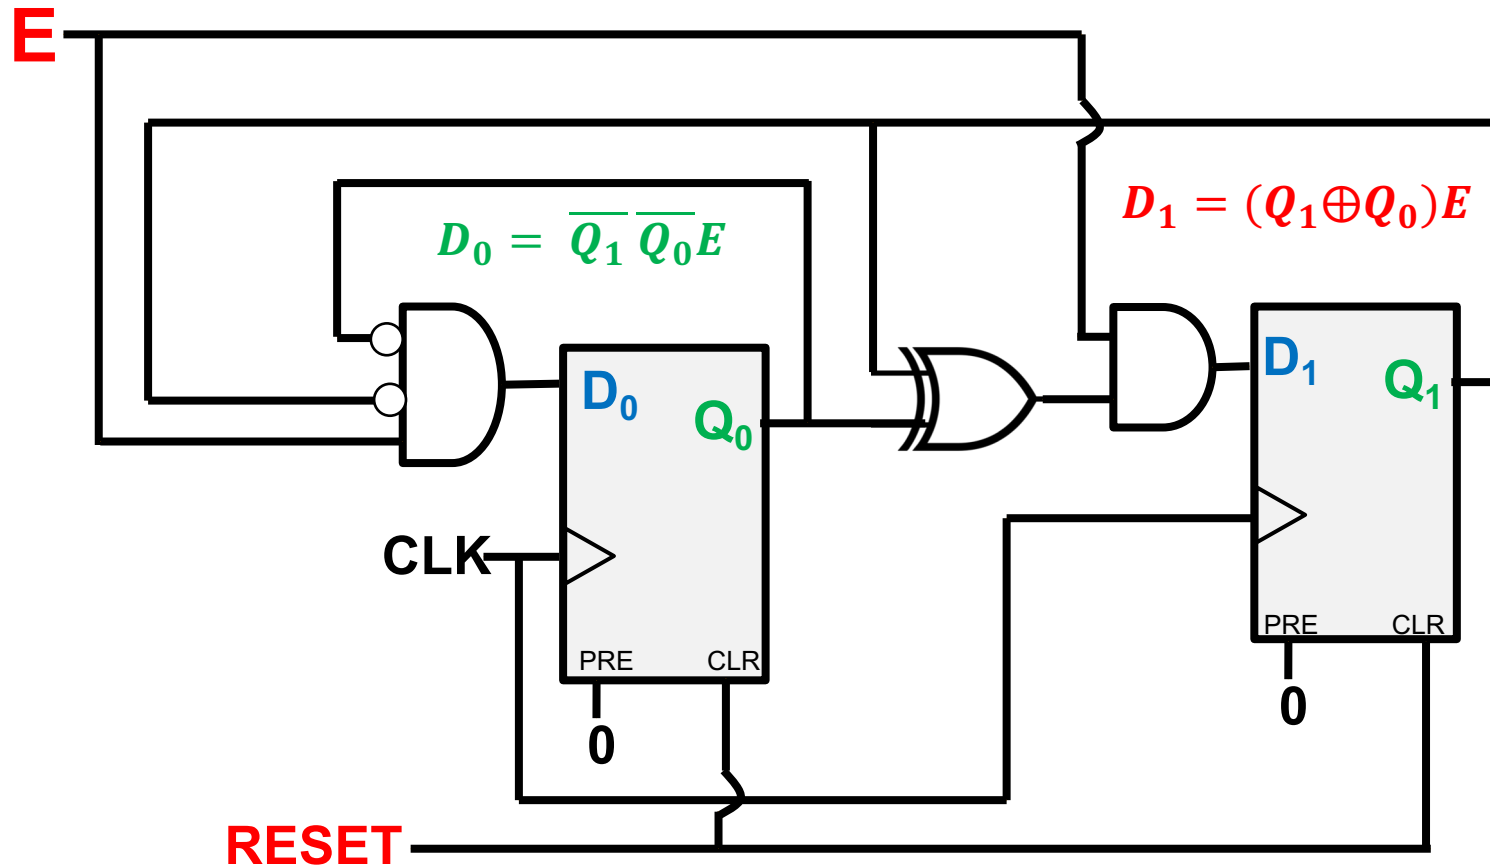 E
D₁ = (Q₁⊕Q₀)E
D₀ = Q̅₁ Q̅₀E
D₀
Q₀
D₁
Q₁
CLK
PRE CLR
0
PRE CLR
0
RESET